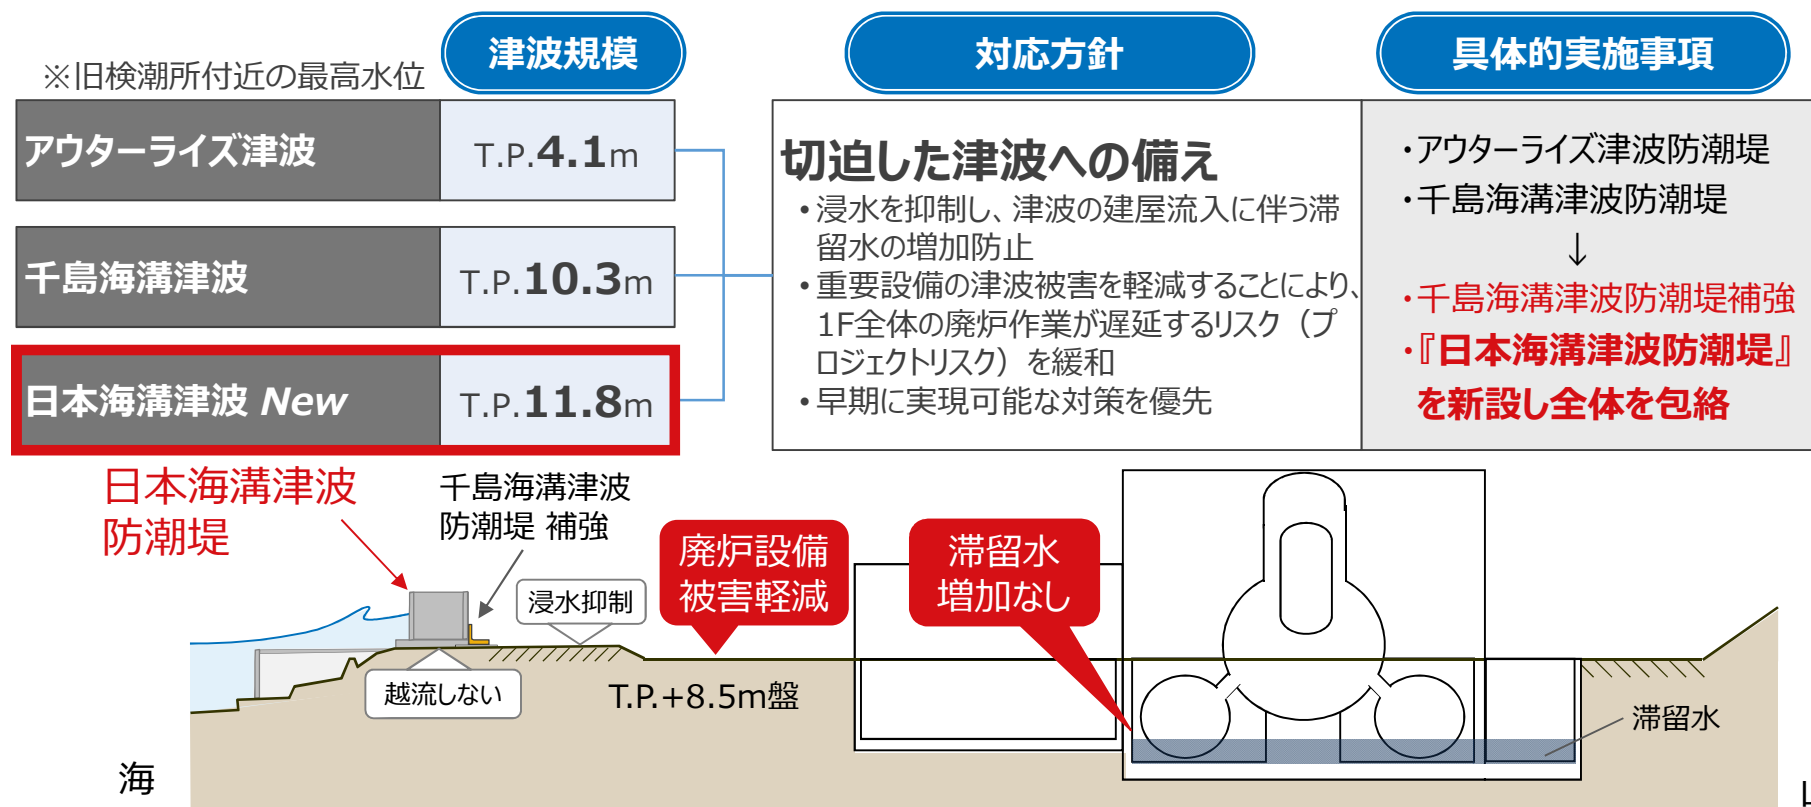 津波規模
対応方針
具体的実施事項
※旧検潮所付近の最高水位
アウターライズ津波
T.P.4.1m
千島海溝津波
T.P.10.3m
日本海溝津波 New
T.P.11.8m
切迫した津波への備え
•浸水を抑制し、津波の建屋流入に伴う滞
留水の増加防止
•重要設備の津波被害を軽減することにより、
1F全体の廃炉作業が遅延するリスク（プ
ロジェクトリスク）を緩和
•早期に実現可能な対策を優先
・アウターライズ津波防潮堤
・千島海溝津波防潮堤
↓
・千島海溝津波防潮堤補強
・『日本海溝津波防潮堤』
を新設し全体を包絡
日本海溝津波
防潮堤
千島海溝津波
防潮堤 補強
浸水抑制
越流しない
廃炉設備
被害軽減
滞留水
増加なし
T.P.+8.5m盤
滞留水
海